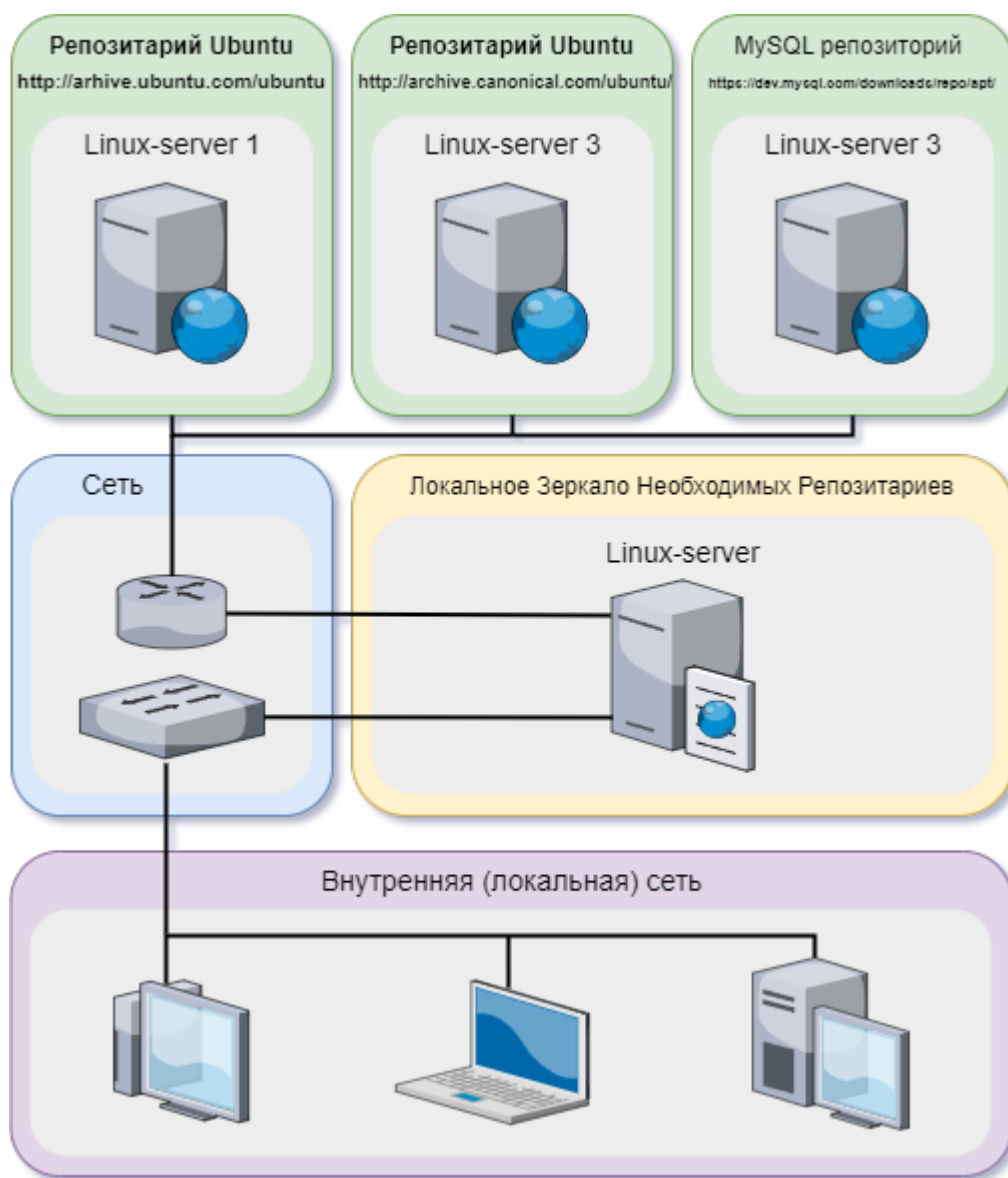 Репозитарий Ubuntu
http://arhive.ubuntu.com/ubuntu
Linux-server 1
Репозитарий Ubuntu
http://archive.canonical.com/ubuntu/
Linux-server 3
MySQL репозиторий
https://dev.mysql.com/downloads/repo/apt/
Linux-server 3
Сеть
Локальное Зеркало Необходимых Репозитариев
Linux-server
Внутренняя (локальная) сеть